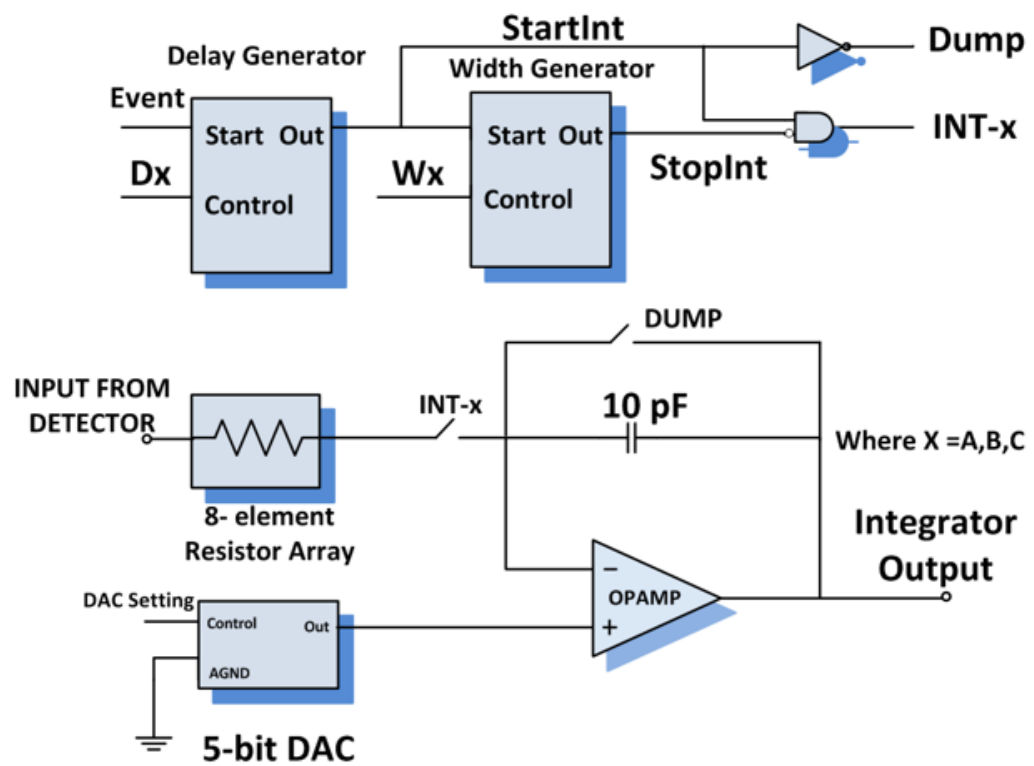 StartInt
Dump
Delay Generator
Width Generator
Event
Start Out
Start Out
INT-x
Dx
Wx
StopInt
Control
Control
DUMP
INPUT FROM
DETECTOR
INT-x
10 pF
Where X =A,B,C
8- element
Resistor Array
Integrator
Output
−
OPAMP
+
DAC Setting
Control
Out
AGND
5-bit DAC